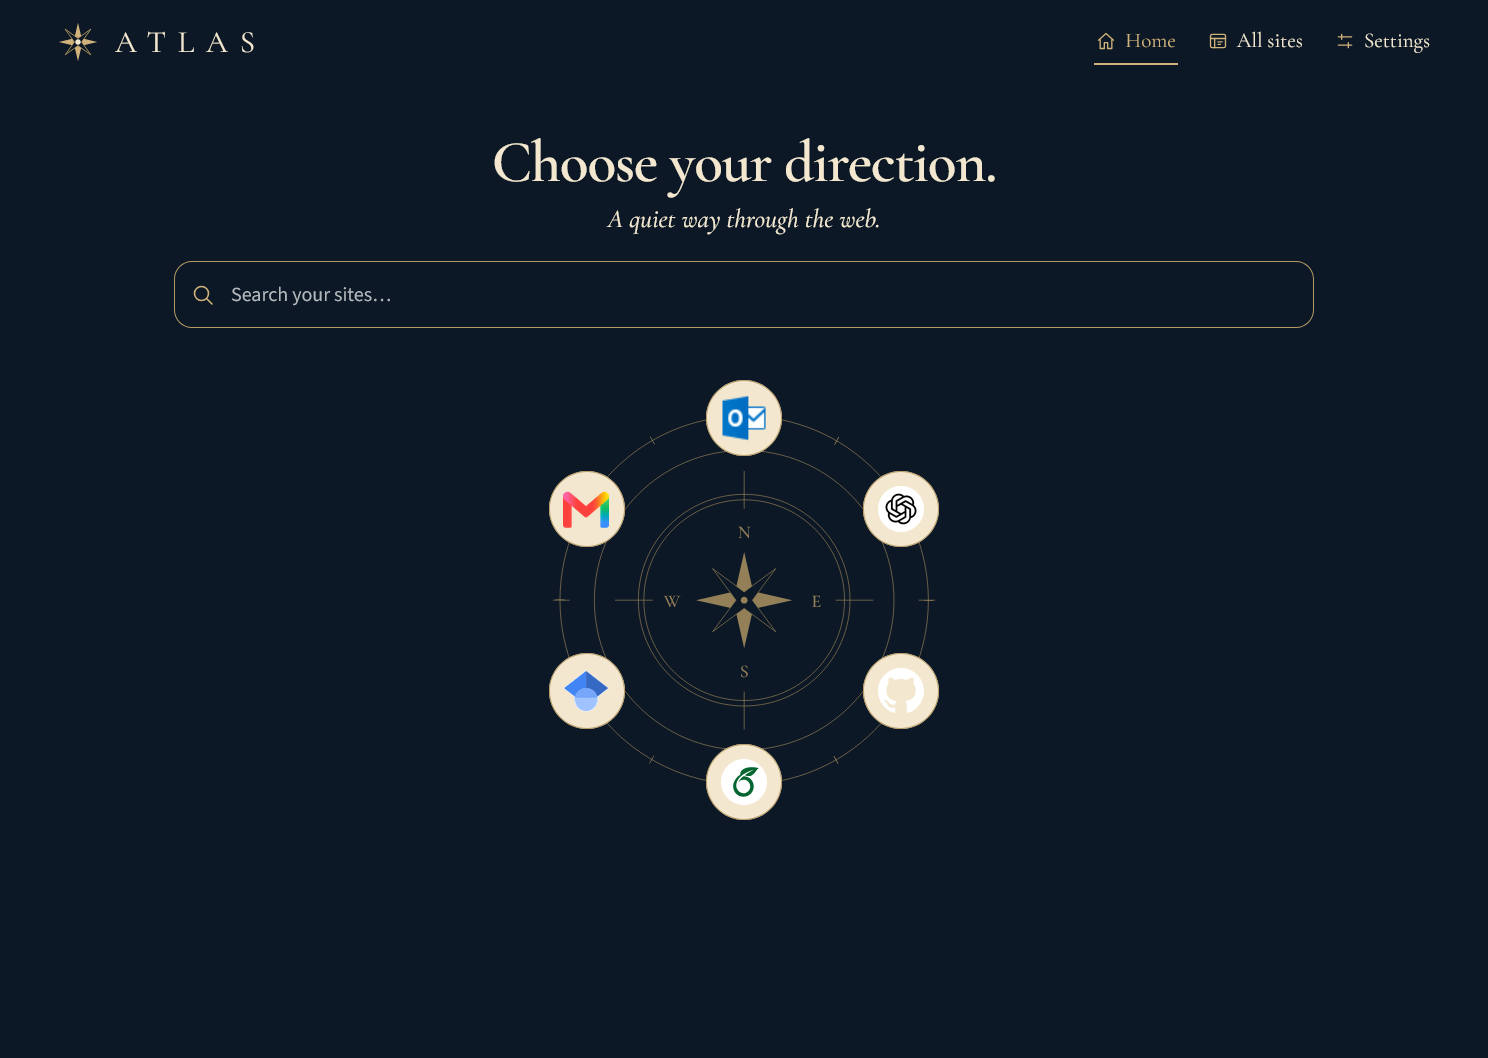 ATLAS
Home
All sites
Settings
Choose your direction.
A quiet way through the web.
Search your sites…
N
W
E
S